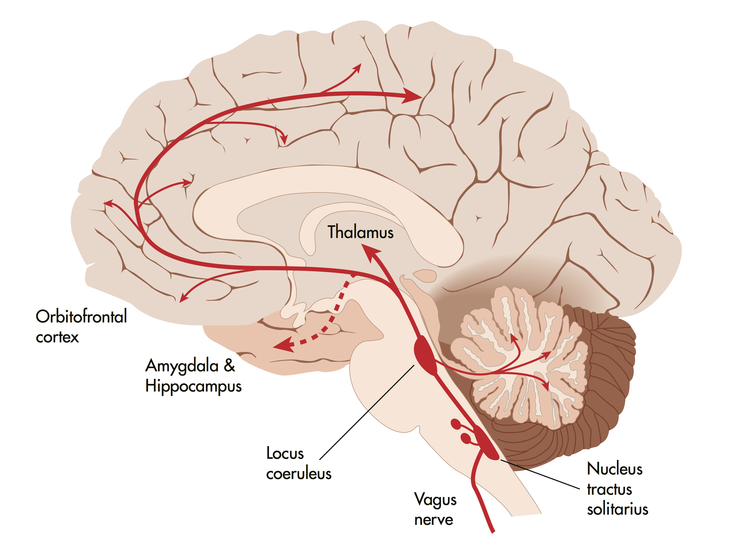 Thalamus
Orbitofrontal
cortex
Amygdala &
Hippocampus
Locus
coeruleus
Vagus
nerve
Nucleus
tractus
solitarius